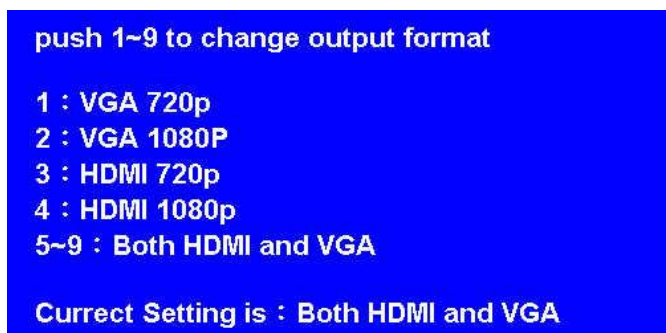 push 1~9 to change output format
1 : VGA 720p
2 : VGA 1080P
3 : HDMI 720p
4 : HDMI 1080p
5~9 : Both HDMI and VGA
Currect Setting is : Both HDMI and VGA